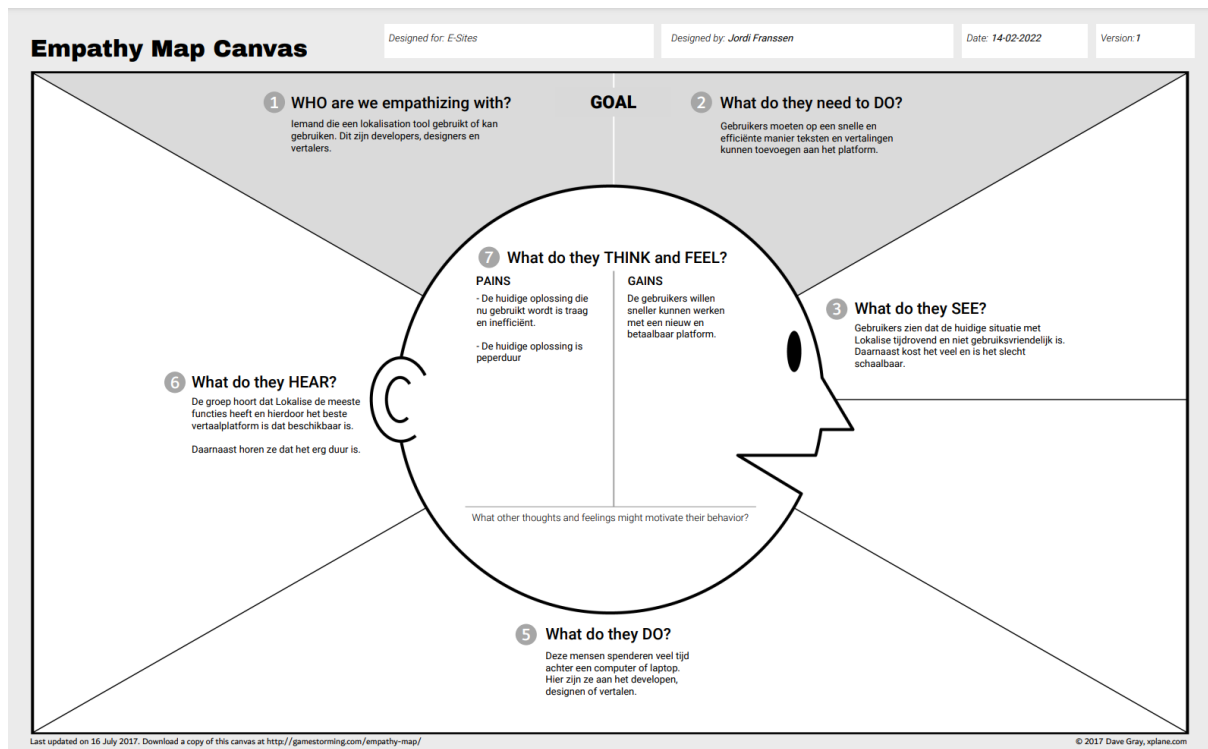 Empathy Map Canvas
Designed for: E-Sites
Designed by: Jordi Franssen
Date: 14-02-2022
Version:1
1 WHO are we empathizing with?
Iemand die een lokalisation tool gebruikt of kan
gebruiken. Dit zijn developers, designers en
vertalers.
GOAL
2 What do they need to DO?
Gebruikers moeten op een snelle en
efficiënte manier teksten en vertalingen
kunnen toevoegen aan het platform.
7 What do they THINK and FEEL?
PAINS
- De huidige oplossing die
nu gebruikt wordt is traag
en inefficiënt.
- De huidige oplossing is
peperduur
GAINS
De gebruikers willen
sneller kunnen werken
met een nieuw en
betaalbaar platform.
What other thoughts and feelings might motivate their behavior?
3 What do they SEE?
Gebruikers zien dat de huidige situatie met
Lokalise tijdrovend en niet gebruiksvriendelijk is.
Darnaast kost het veel en is het slecht
schaalbaar.
6 What do they HEAR?
De groep hoort dat Lokalise de meeste
functies heeft en hierdoor het beste
vertaalplatform is dat beschikbaar is.
Daarnaast horen ze dat het erg duur is.
5 What do they DO?
Deze mensen spenderen veel tijd
achter een computer of laptop.
Hier zijn ze aan het developen,
designen of vertalen.
Last updated on 16 July 2017. Download a copy of this canvas at http://gamestorming.com/empathy-map/
© 2017 Dave Gray, xplane.com